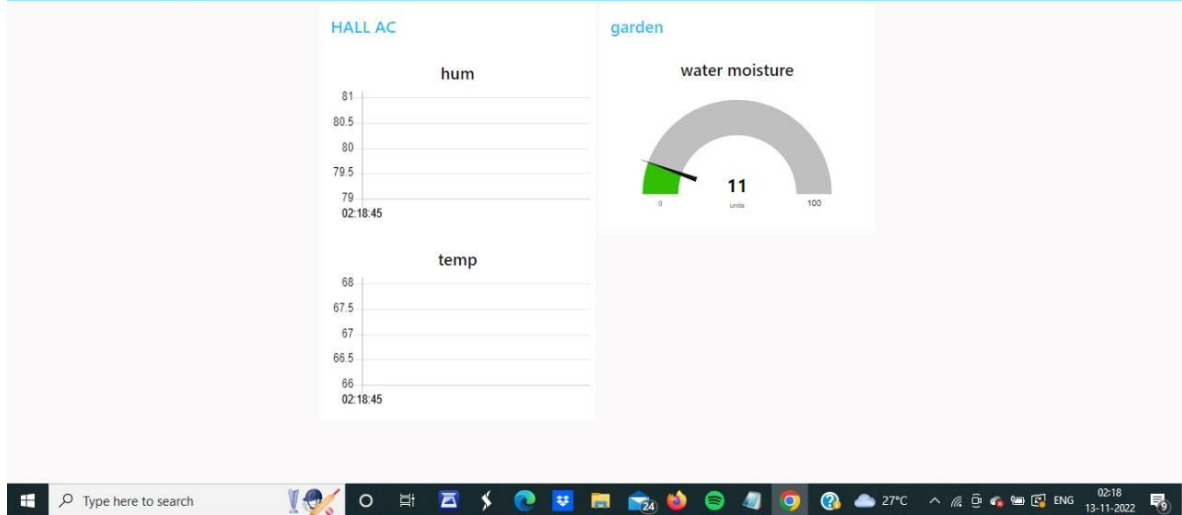 HALL AC
hum
81
80.5
80
79.5
79
02:18:45
temp
68
67.5
67
66.5
66
02:18:45
garden
water moisture
11
units
0
100
Type here to search
24
27°C
ENG
02:18
13-11-2022
9